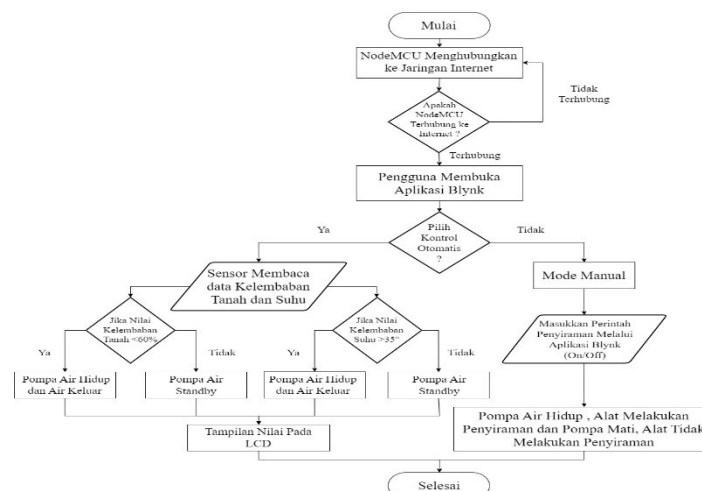 Mulai
NodeMCU Menghubungkan
ke Jaringan Internet
Tidak
Terhubung
Apakah
NodeMCU
Terhubung ke
Internet ?
Terhubung
Pengguna Membuka
Aplikasi Blynk
Ya
Pilih
Kontrol
Otomatis
?
Tidak
Sensor Membaca
data Kelembaban
Tanah dan Suhu
Mode Manual
Jika Nilai
Kelembaban
Tanah <60%
Jika Nilai
Kelembaban
Suhu >35°
Masukkan Perintah
Penyiraman Melalui
Aplikasi Blynk
(On/Off)
Ya
Tidak
Ya
Tidak
Pompa Air Hidup
dan Air Keluar
Pompa Air
Standby
Pompa Air Hidup
dan Air Keluar
Pompa Air
Standby
Tampilan Nilai Pada
LCD
Pompa Air Hidup , Alat Melakukan
Penyiraman dan Pompa Mati, Alat Tidak
Melakukan Penyiraman
Selesai